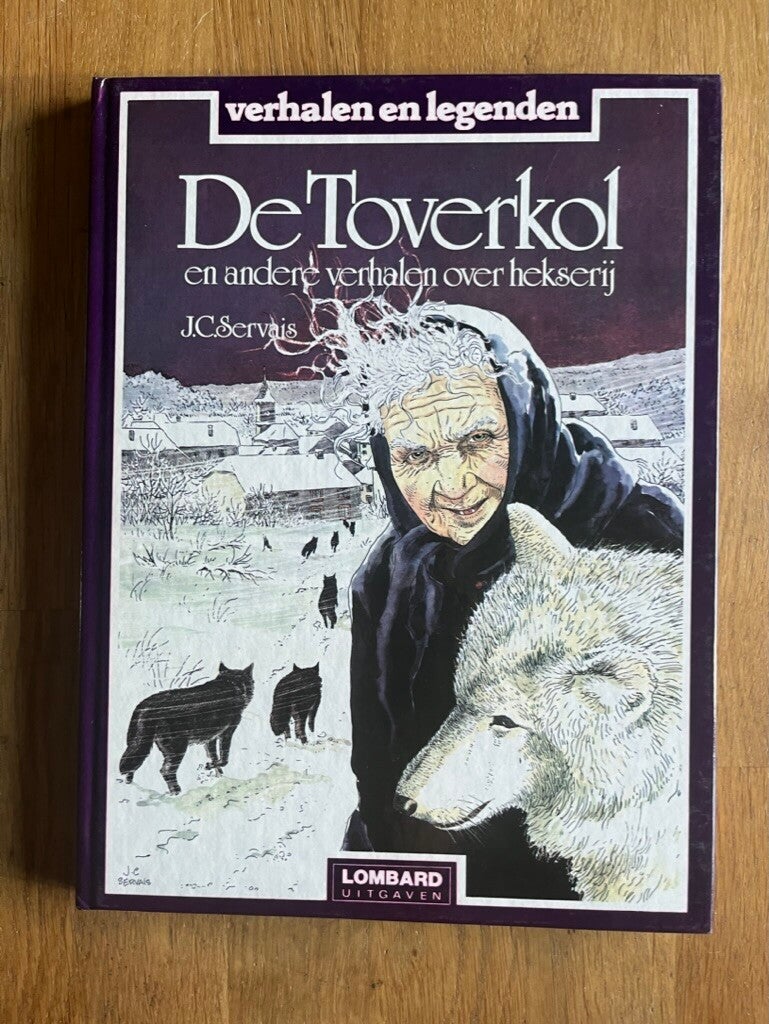 verhalen en legenden
De Toverkol
en andere verhalen over hekserij
J.C.Servais
J.C
SERVAIS
LOMBARD
UITGAVEN